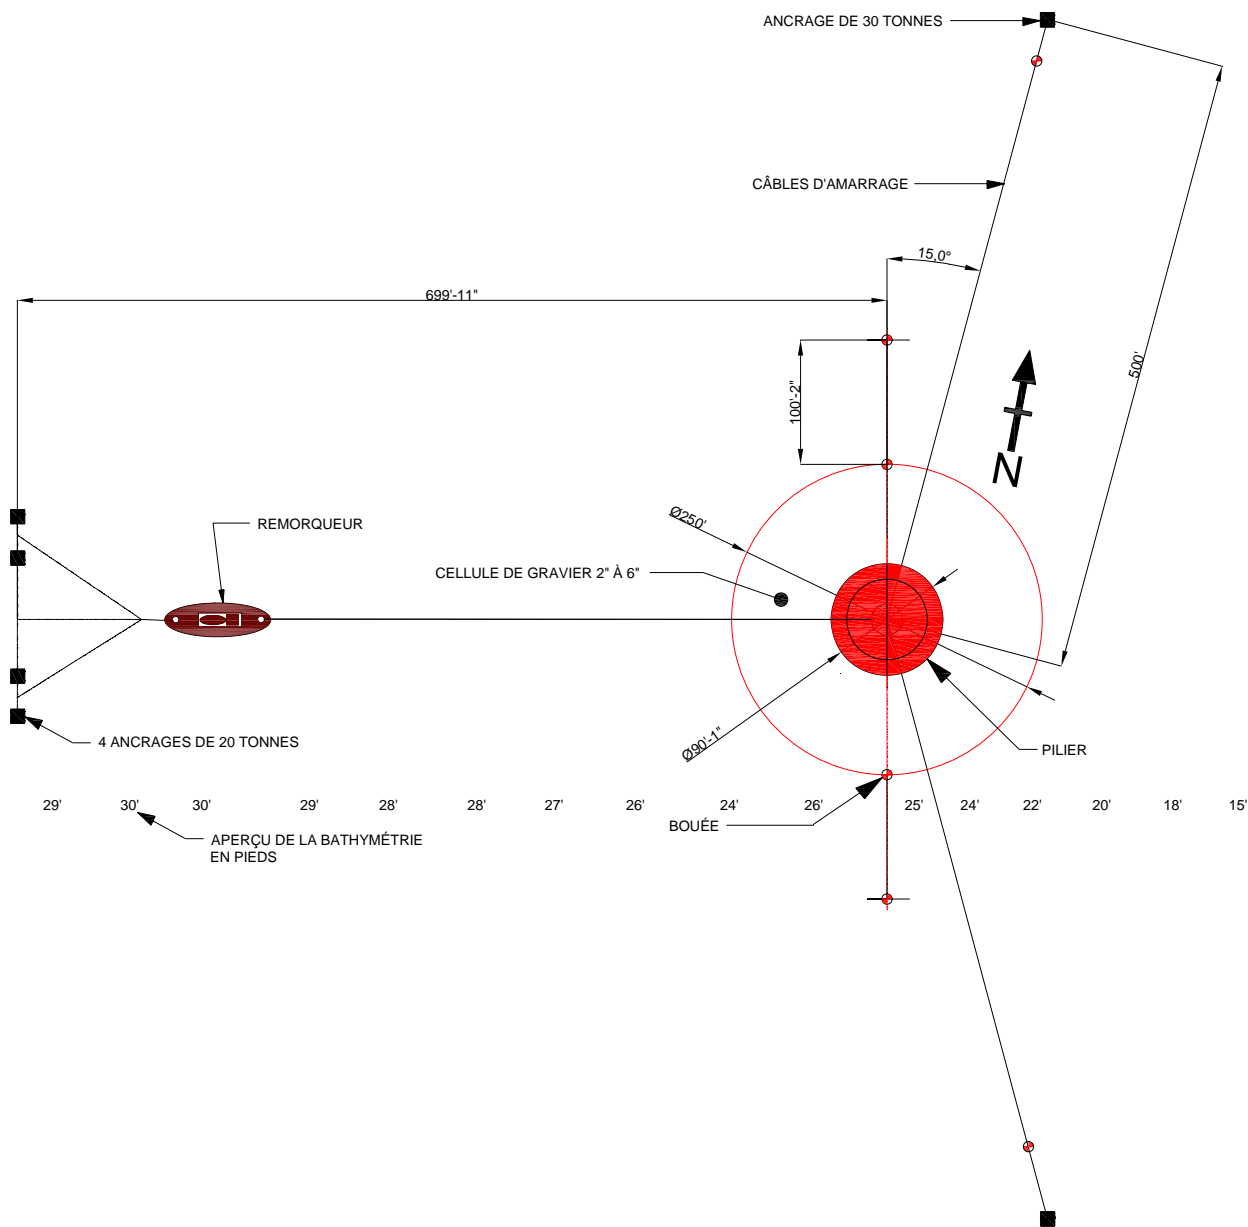 ANCRAGE DE 30 TONNES
CÂBLES D'AMARRAGE
15,0°
699'-11"
500'
100'-2"
N
Ø250'
REMORQUEUR
CELLULE DE GRAVIER 2" À 6"
Ø90'-1"
4 ANCRAGES DE 20 TONNES
PILIER
29' 30' 30' 29' 28' 28' 27' 26' 24' 26' 25' 24' 22' 20' 18' 15'
BOUÉE
APERÇU DE LA BATHYMÉTRIE
EN PIEDS